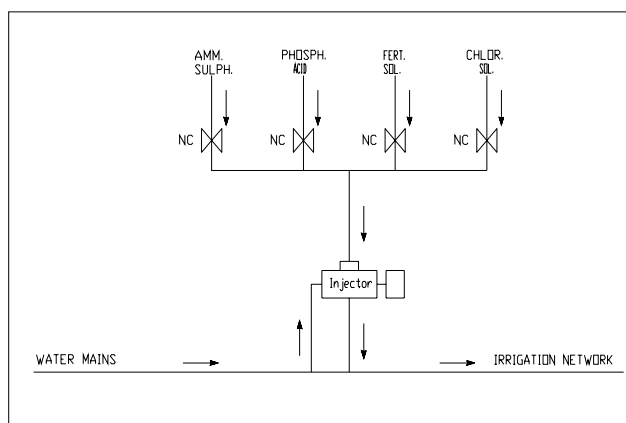 AMM.
SULPH.
PHOSPH.
ACID
FERT.
SOL.
CHLOR.
SOL.
NC
NC
NC
NC
Injector
WATER MAINS
IRRIGATION NETWORK